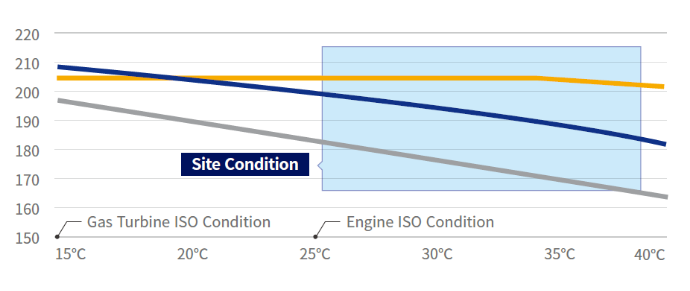 220
210
200
190
180
170
160
150
Site Condition
Gas Turbine ISO Condition
Engine ISO Condition
15°C
20°C
25°C
30°C
35°C
40°C